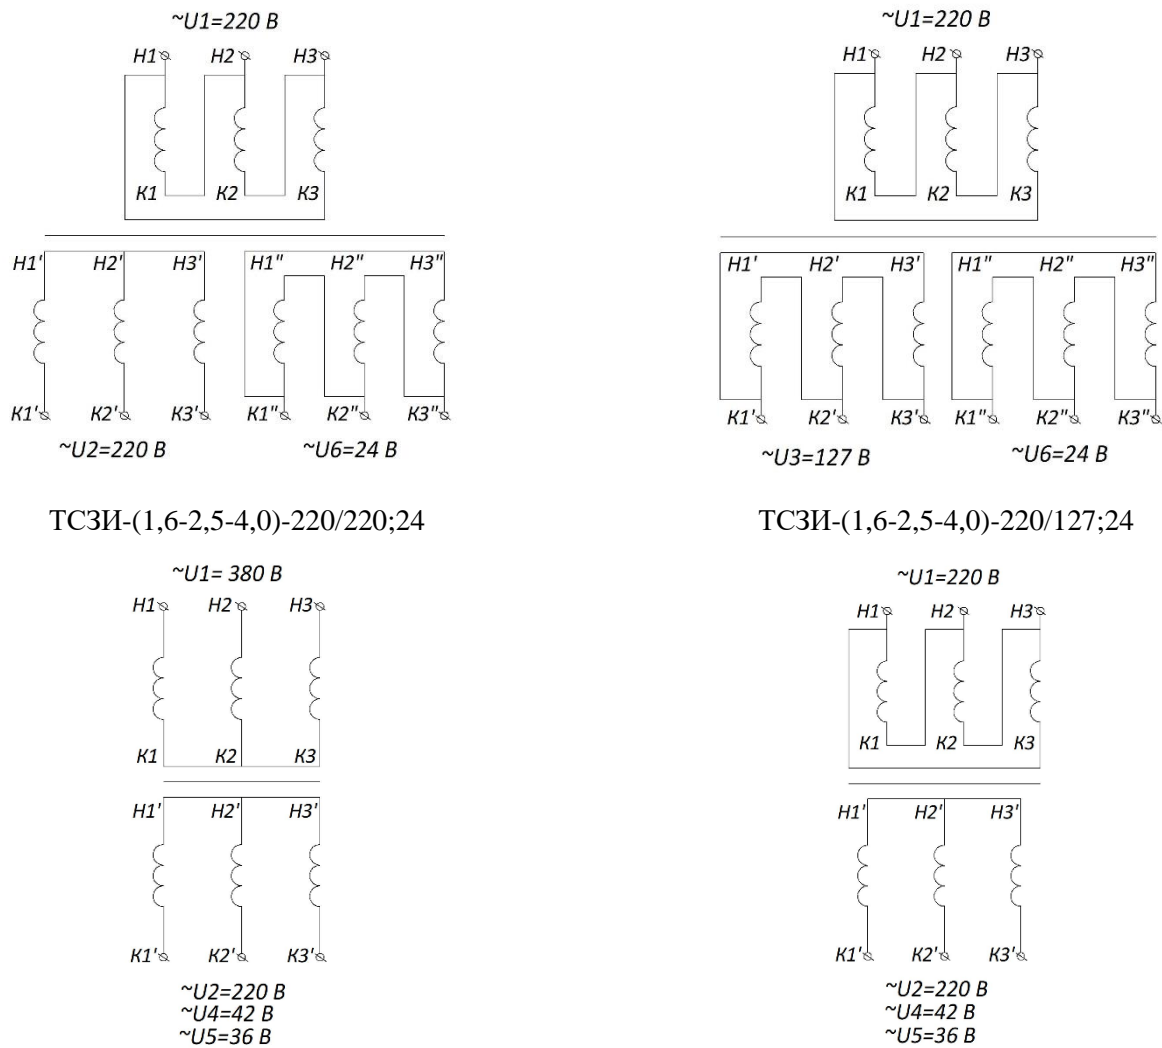 ~U1=220 В
Н1 Н2 Н3
К1 К2 К3
Н1' Н2' Н3' Н1" Н2" Н3"
К1' К2' К3' К1" К2" К3"
~U2=220 В ~U6=24 В
ТСЗИ-(1,6-2,5-4,0)-220/220;24
~U1=220 В
Н1 Н2 Н3
К1 К2 К3
Н1' Н2' Н3' Н1" Н2" Н3"
К1' К2' К3' К1" К2" К3"
~U3=127 В ~U6=24 В
ТСЗИ-(1,6-2,5-4,0)-220/127;24
~U1= 380 В
Н1 Н2 Н3
К1 К2 К3
Н1' Н2' Н3'
К1' К2' К3'
~U2=220 В
~U4=42 В
~U5=36 В
~U1=220 В
Н1 Н2 Н3
К1 К2 К3
Н1' Н2' Н3'
К1' К2' К3'
~U2=220 В
~U4=42 В
~U5=36 В